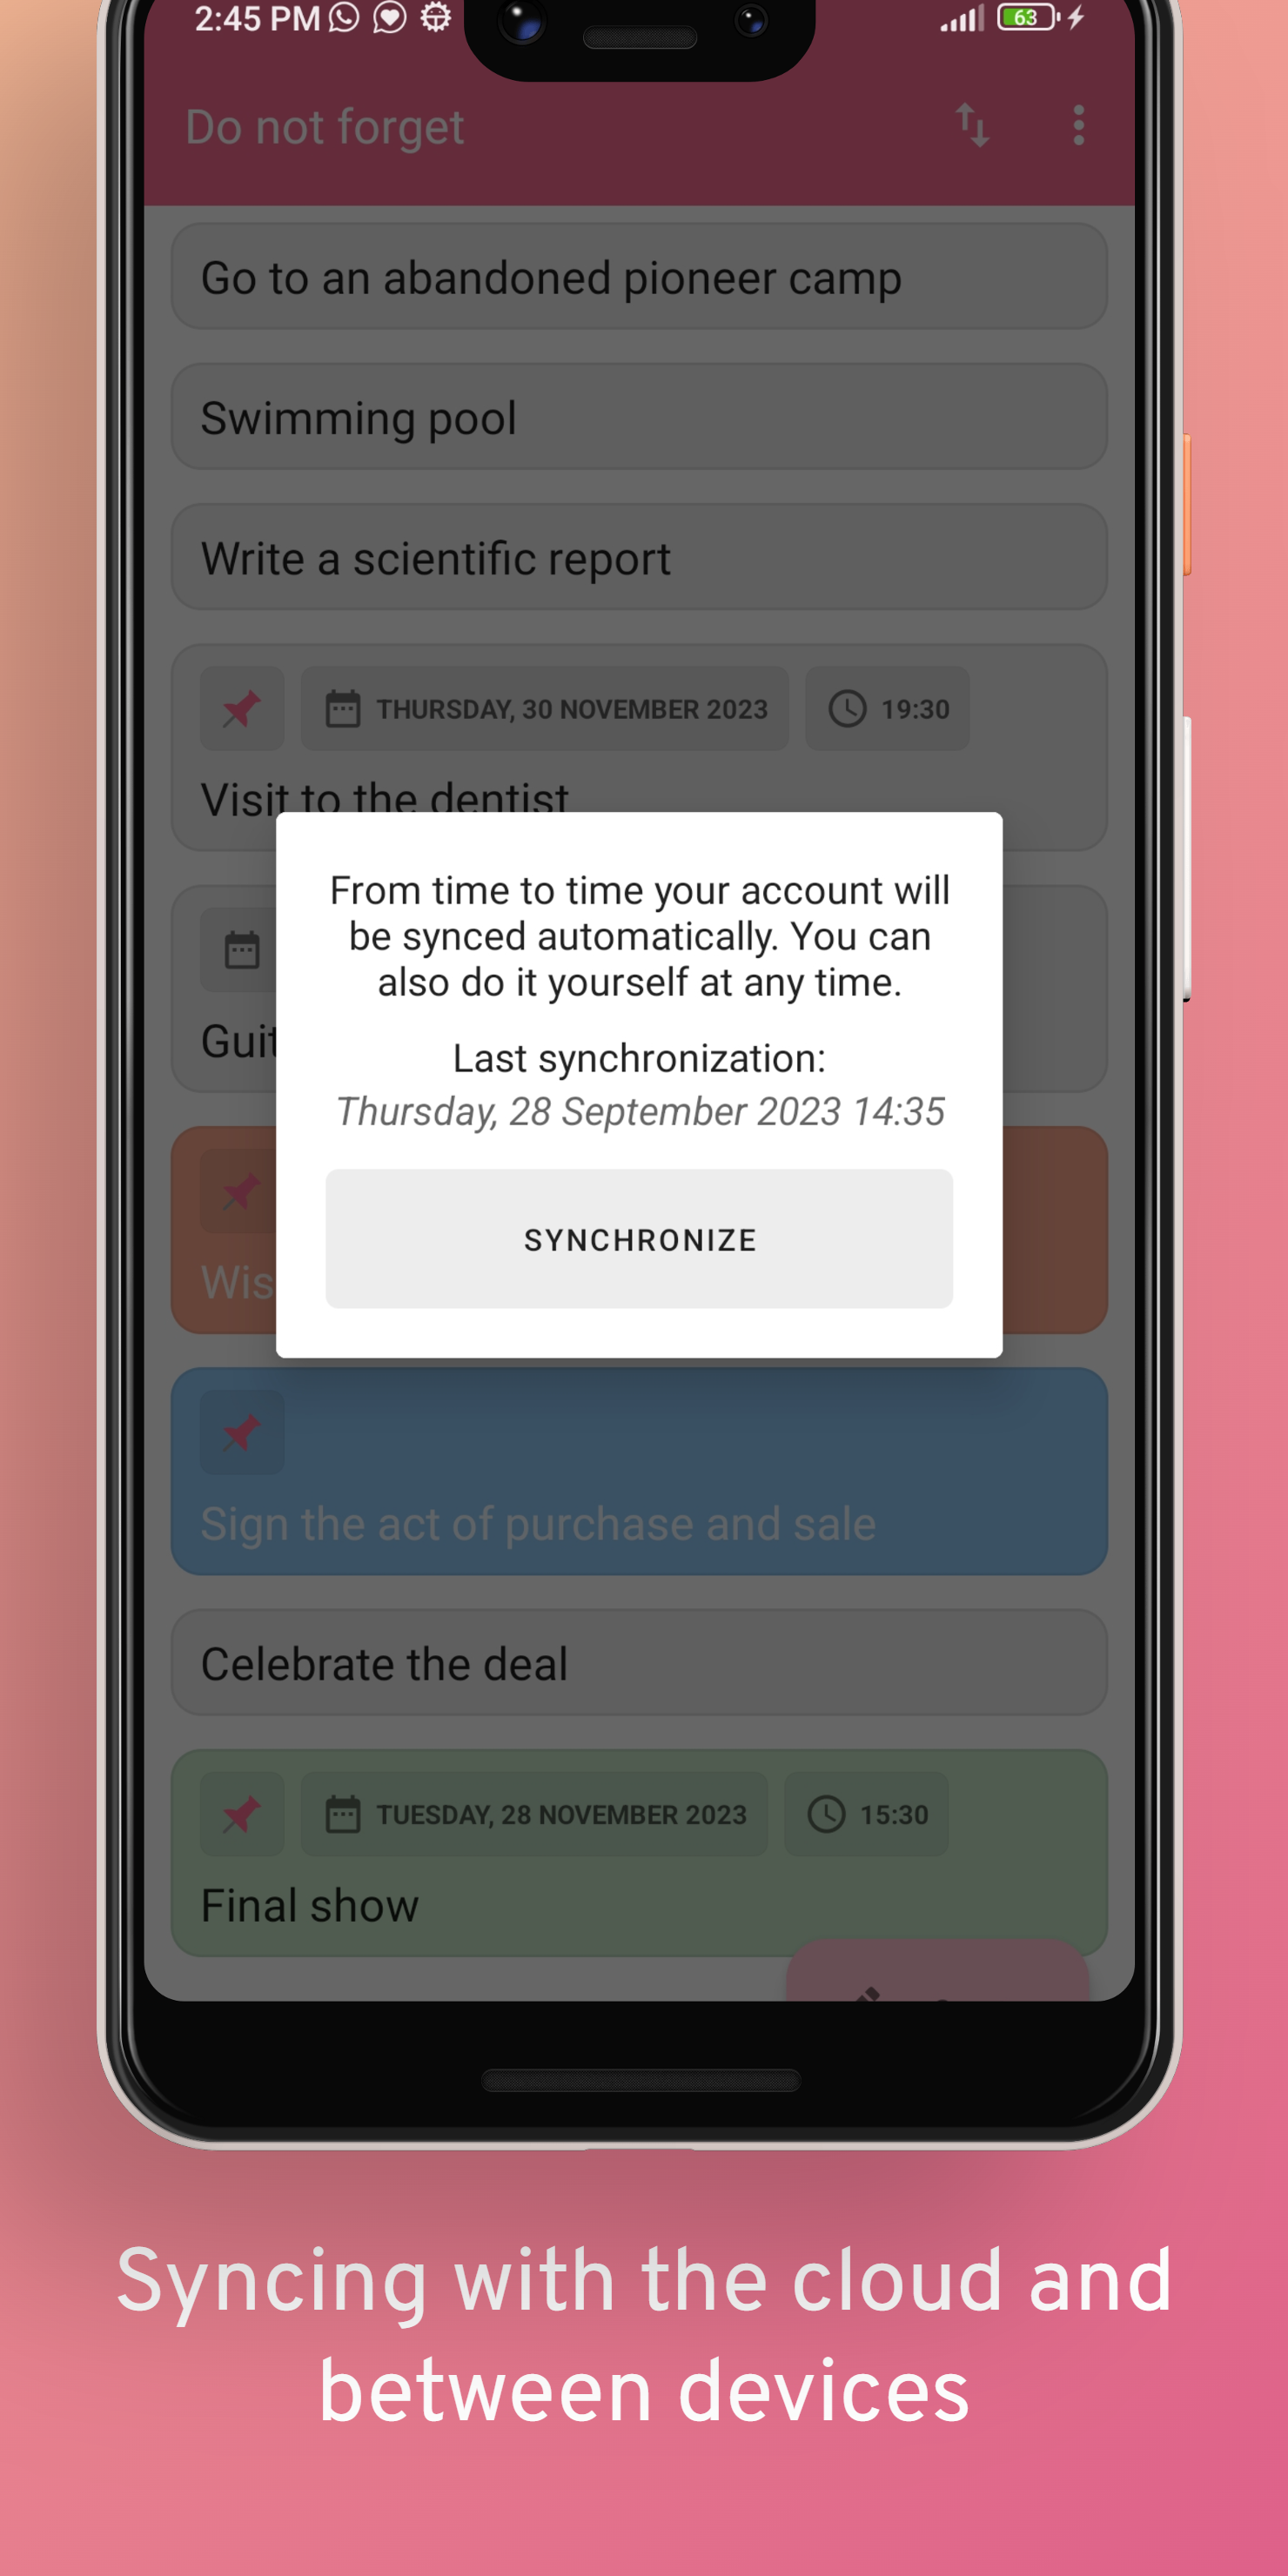 2:45 PM
63
Do not forget
Go to an abandoned pioneer camp
Swimming pool
Write a scientific report
THURSDAY, 30 NOVEMBER 2023 19:30
Visit to the dentist
From time to time your account will
be synced automatically. You can
also do it yourself at any time.
Last synchronization:
Thursday, 28 September 2023 14:35
SYNCHRONIZE
Sign the act of purchase and sale
Celebrate the deal
TUESDAY, 28 NOVEMBER 2023 15:30
Final show
Syncing with the cloud and
between devices